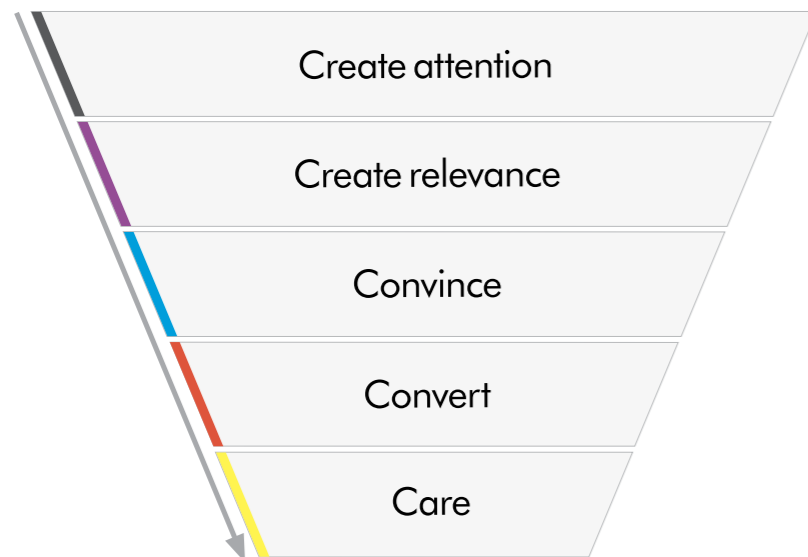 Create attention
Create relevance
Convince
Convert
Care